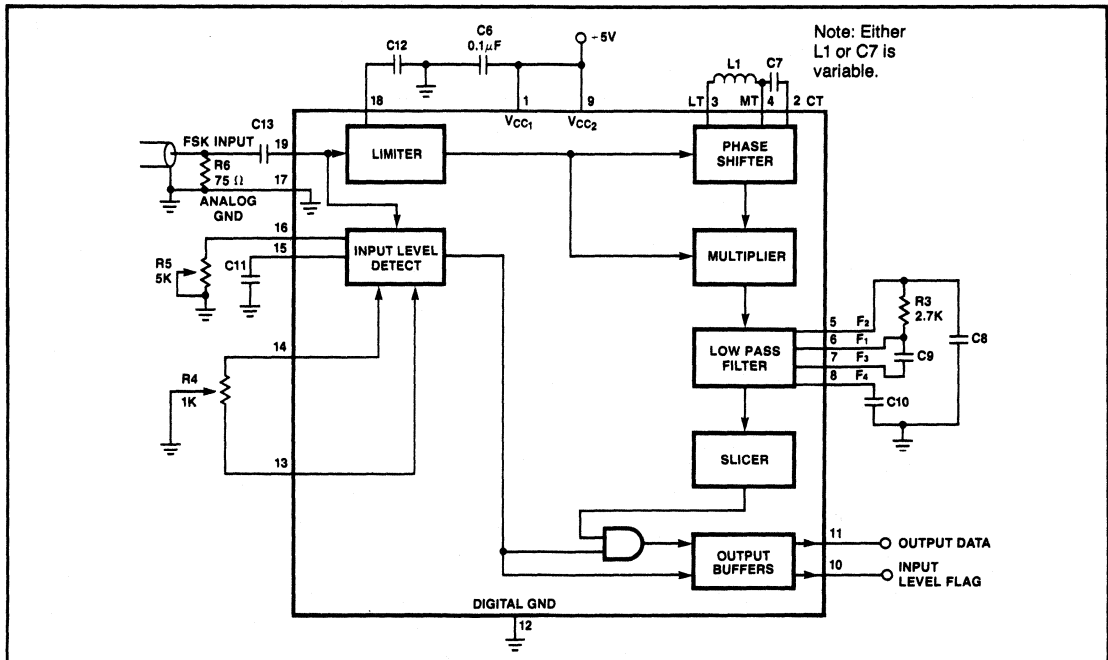 Note: Either
L1 or C7 is
variable.
C12
C6
0.1μF
-5V
L1
C7
18
1
9
LT 3
MT 4
2 CT
VCC1
VCC2
C13
FSK INPUT
19
LIMITER
PHASE
SHIFTER
R6
75 Ω
17
ANALOG
GND
16
15
INPUT LEVEL
DETECT
MULTIPLIER
R5
5K
C11
14
R4
1K
13
LOW PASS
FILTER
5 F2
6 F1
7 F3
8 F4
R3
2.7K
C9
C8
C10
SLICER
OUTPUT
BUFFERS
11
OUTPUT DATA
10
INPUT
LEVEL FLAG
DIGITAL GND
12